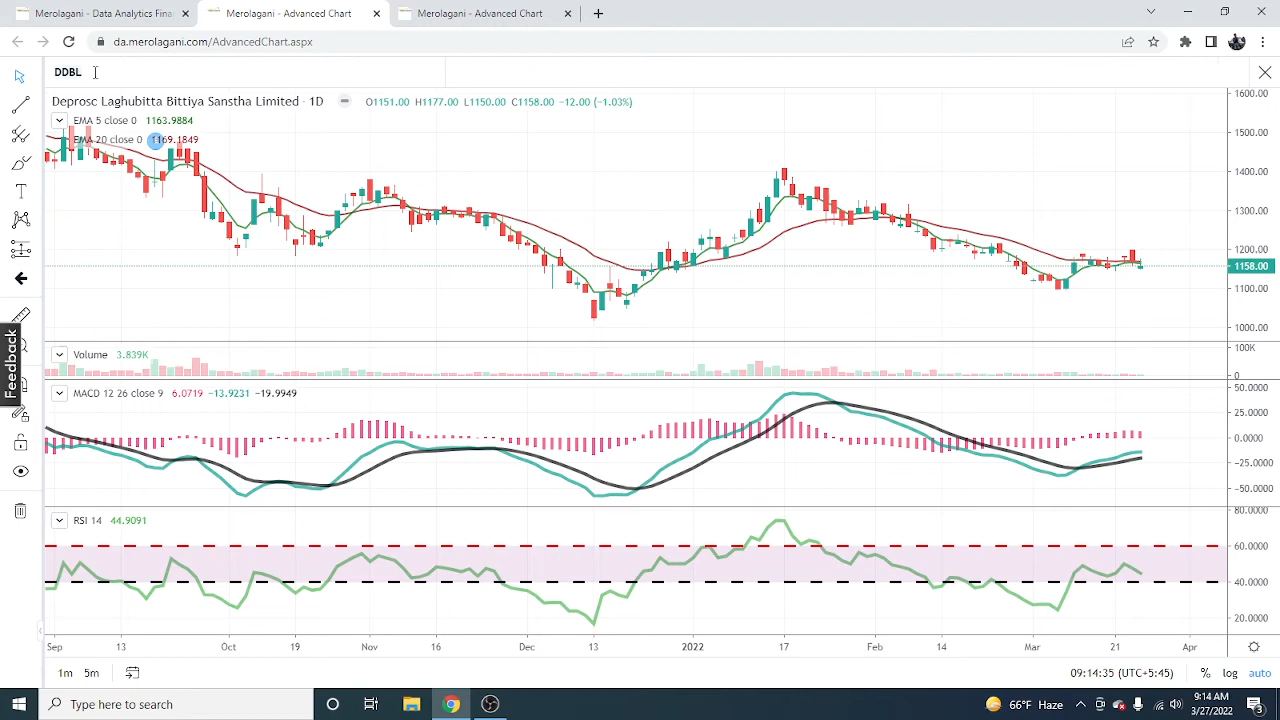 Merolagani - Data Analytics Finan
Merolagani - Advanced Chart
Merolagani - Advanced Chart
da.merolagani.com/AdvancedChart.aspx
DDBL
Deprosc Laghubitta Bittiya Sanstha Limited · 1D O1151.00 H1177.00 L1150.00 C1158.00 −12.00 (−1.03%)
EMA 5 close 0 1163.9884
EMA 20 close 0 1169.1849
1600.00
1500.00
1400.00
1300.00
1200.00
1158.00
1100.00
1000.00
Volume 3.839K
100K
0
MACD 12 26 close 9 6.0719 −13.9231 −19.9949
50.0000
25.0000
0.0000
−25.0000
−50.0000
RSI 14 44.9091
80.0000
60.0000
40.0000
20.0000
Feedback
Sep 13 Oct 19 Nov 16 Dec 13 2022 17 Feb 14 Mar 21 Apr
1m 5m 09:14:35 (UTC+5:45) % log auto
Type here to search
66°F Haze
9:14 AM
3/27/2022